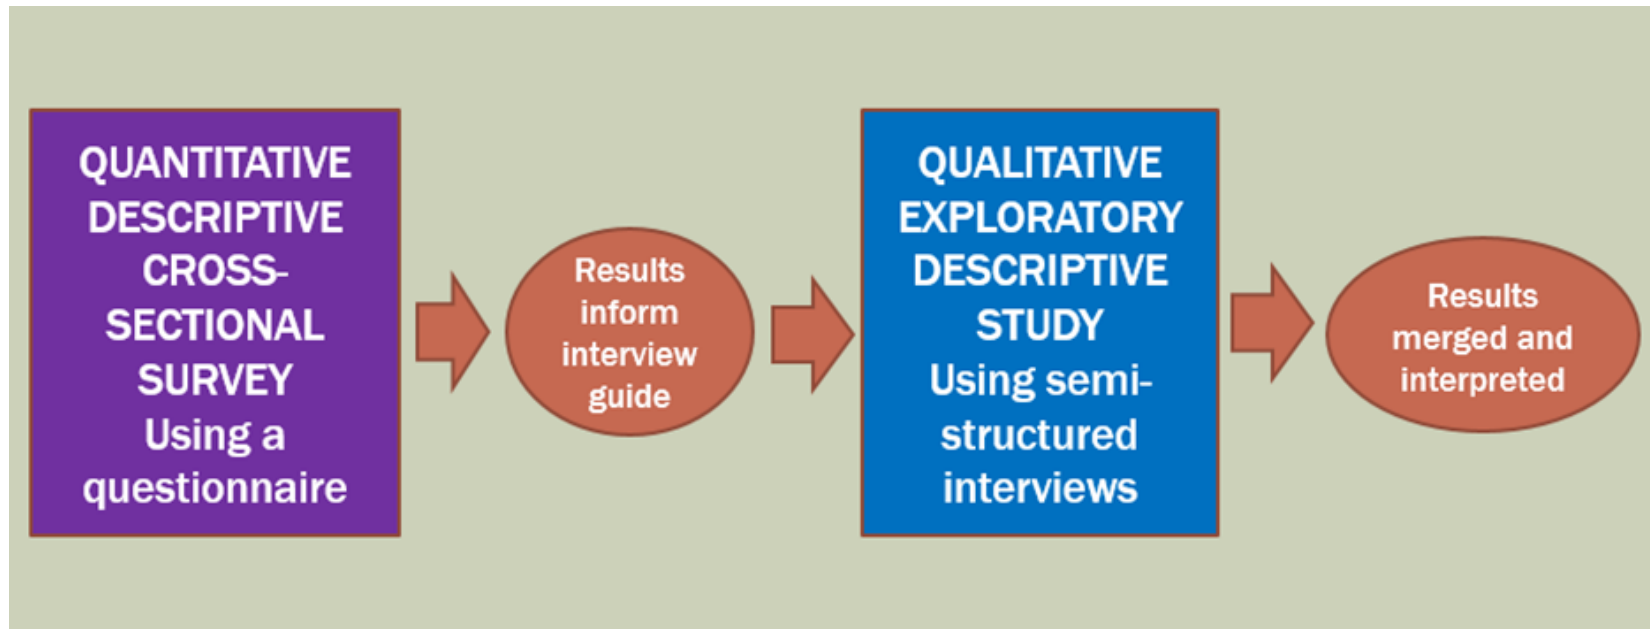 QUANTITATIVE
DESCRIPTIVE
CROSS-
SECTIONAL
SURVEY
Using a
questionnaire
Results
inform
interview
guide
QUALITATIVE
EXPLORATORY
DESCRIPTIVE
STUDY
Using semi-
structured
interviews
Results
merged and
interpreted